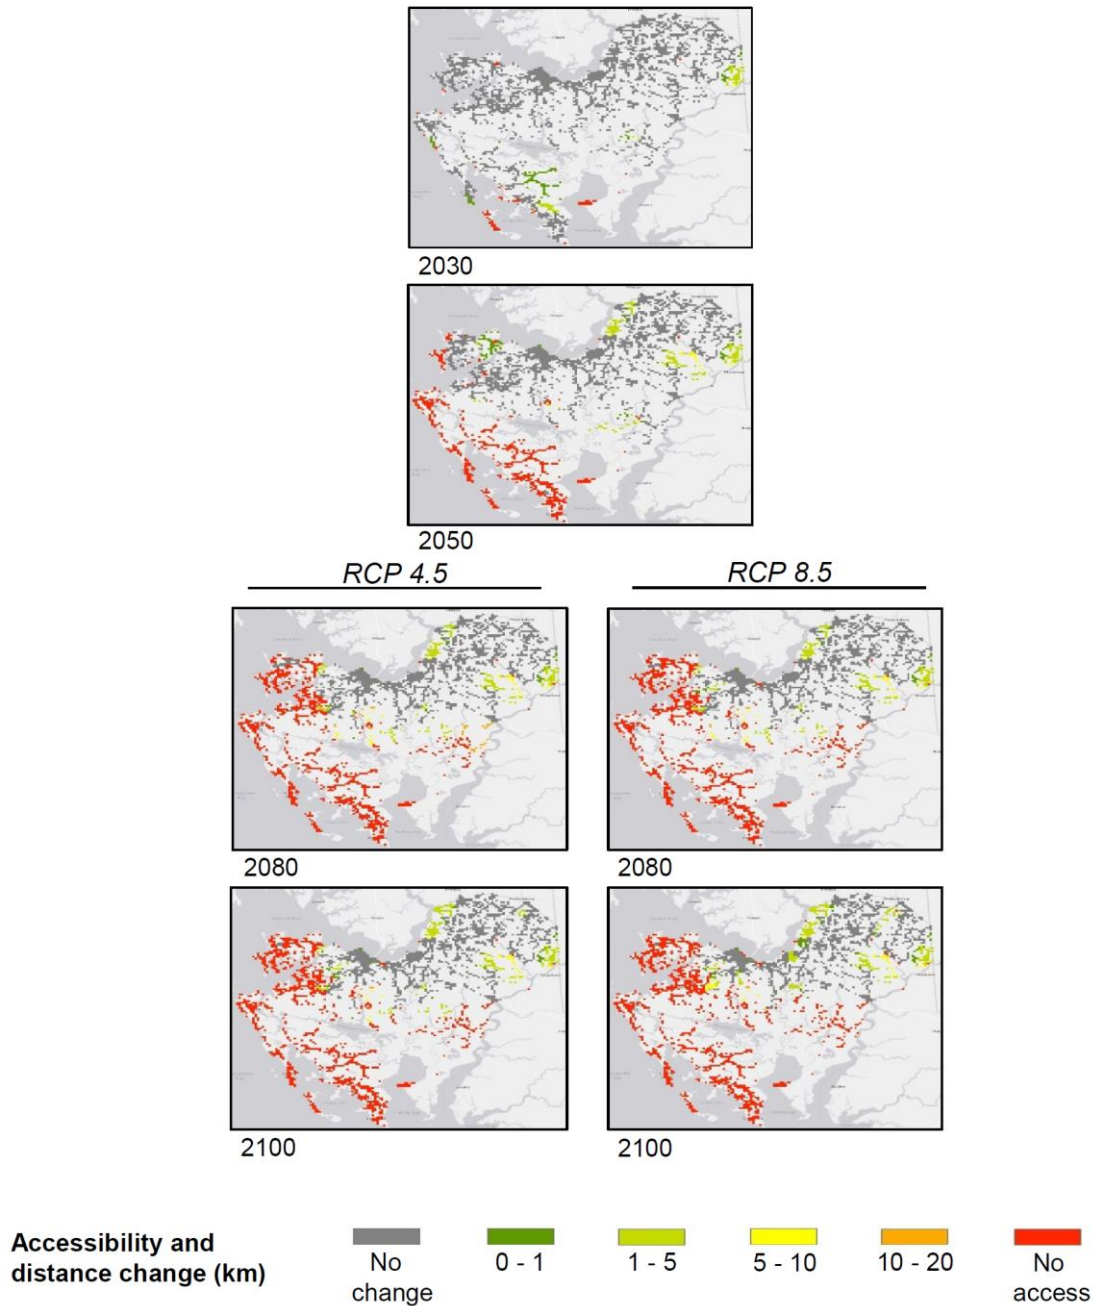 2030
2050
RCP 4.5
RCP 8.5
2080
2080
2100
2100
Accessibility and
distance change (km)
No
change
0 - 1
1 - 5
5 - 10
10 - 20
No
access